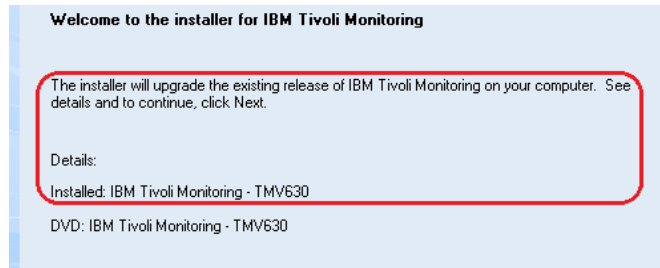 Welcome to the installer for IBM Tivoli Monitoring
The installer will upgrade the existing release of IBM Tivoli Monitoring on your computer. See
details and to continue, click Next.
Details:
Installed: IBM Tivoli Monitoring - TMV630
DVD: IBM Tivoli Monitoring - TMV630